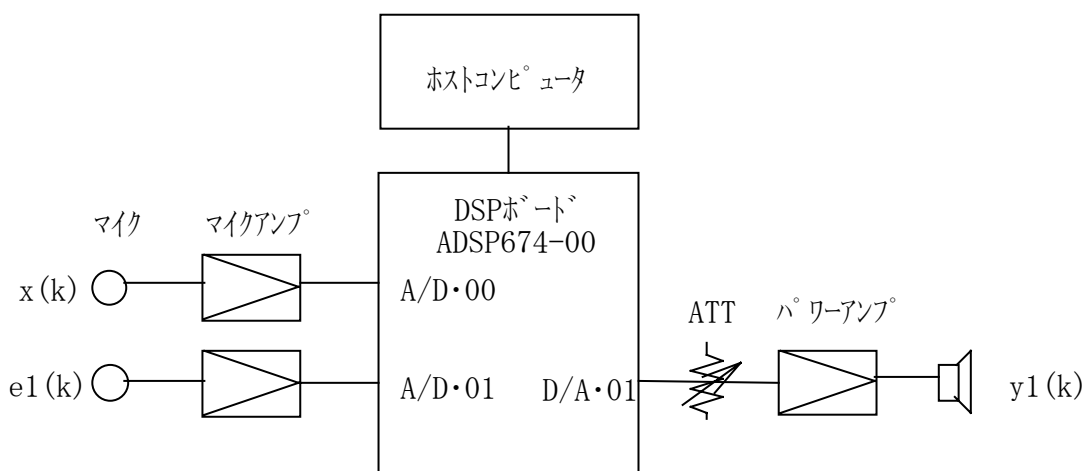 ホストコンピュータ
DSPボード
ADSP674-00
マイク
マイクアンプ
x(k)
A/D・00
ATT
パワーアンプ
e1(k)
A/D・01
D/A・01
y1(k)